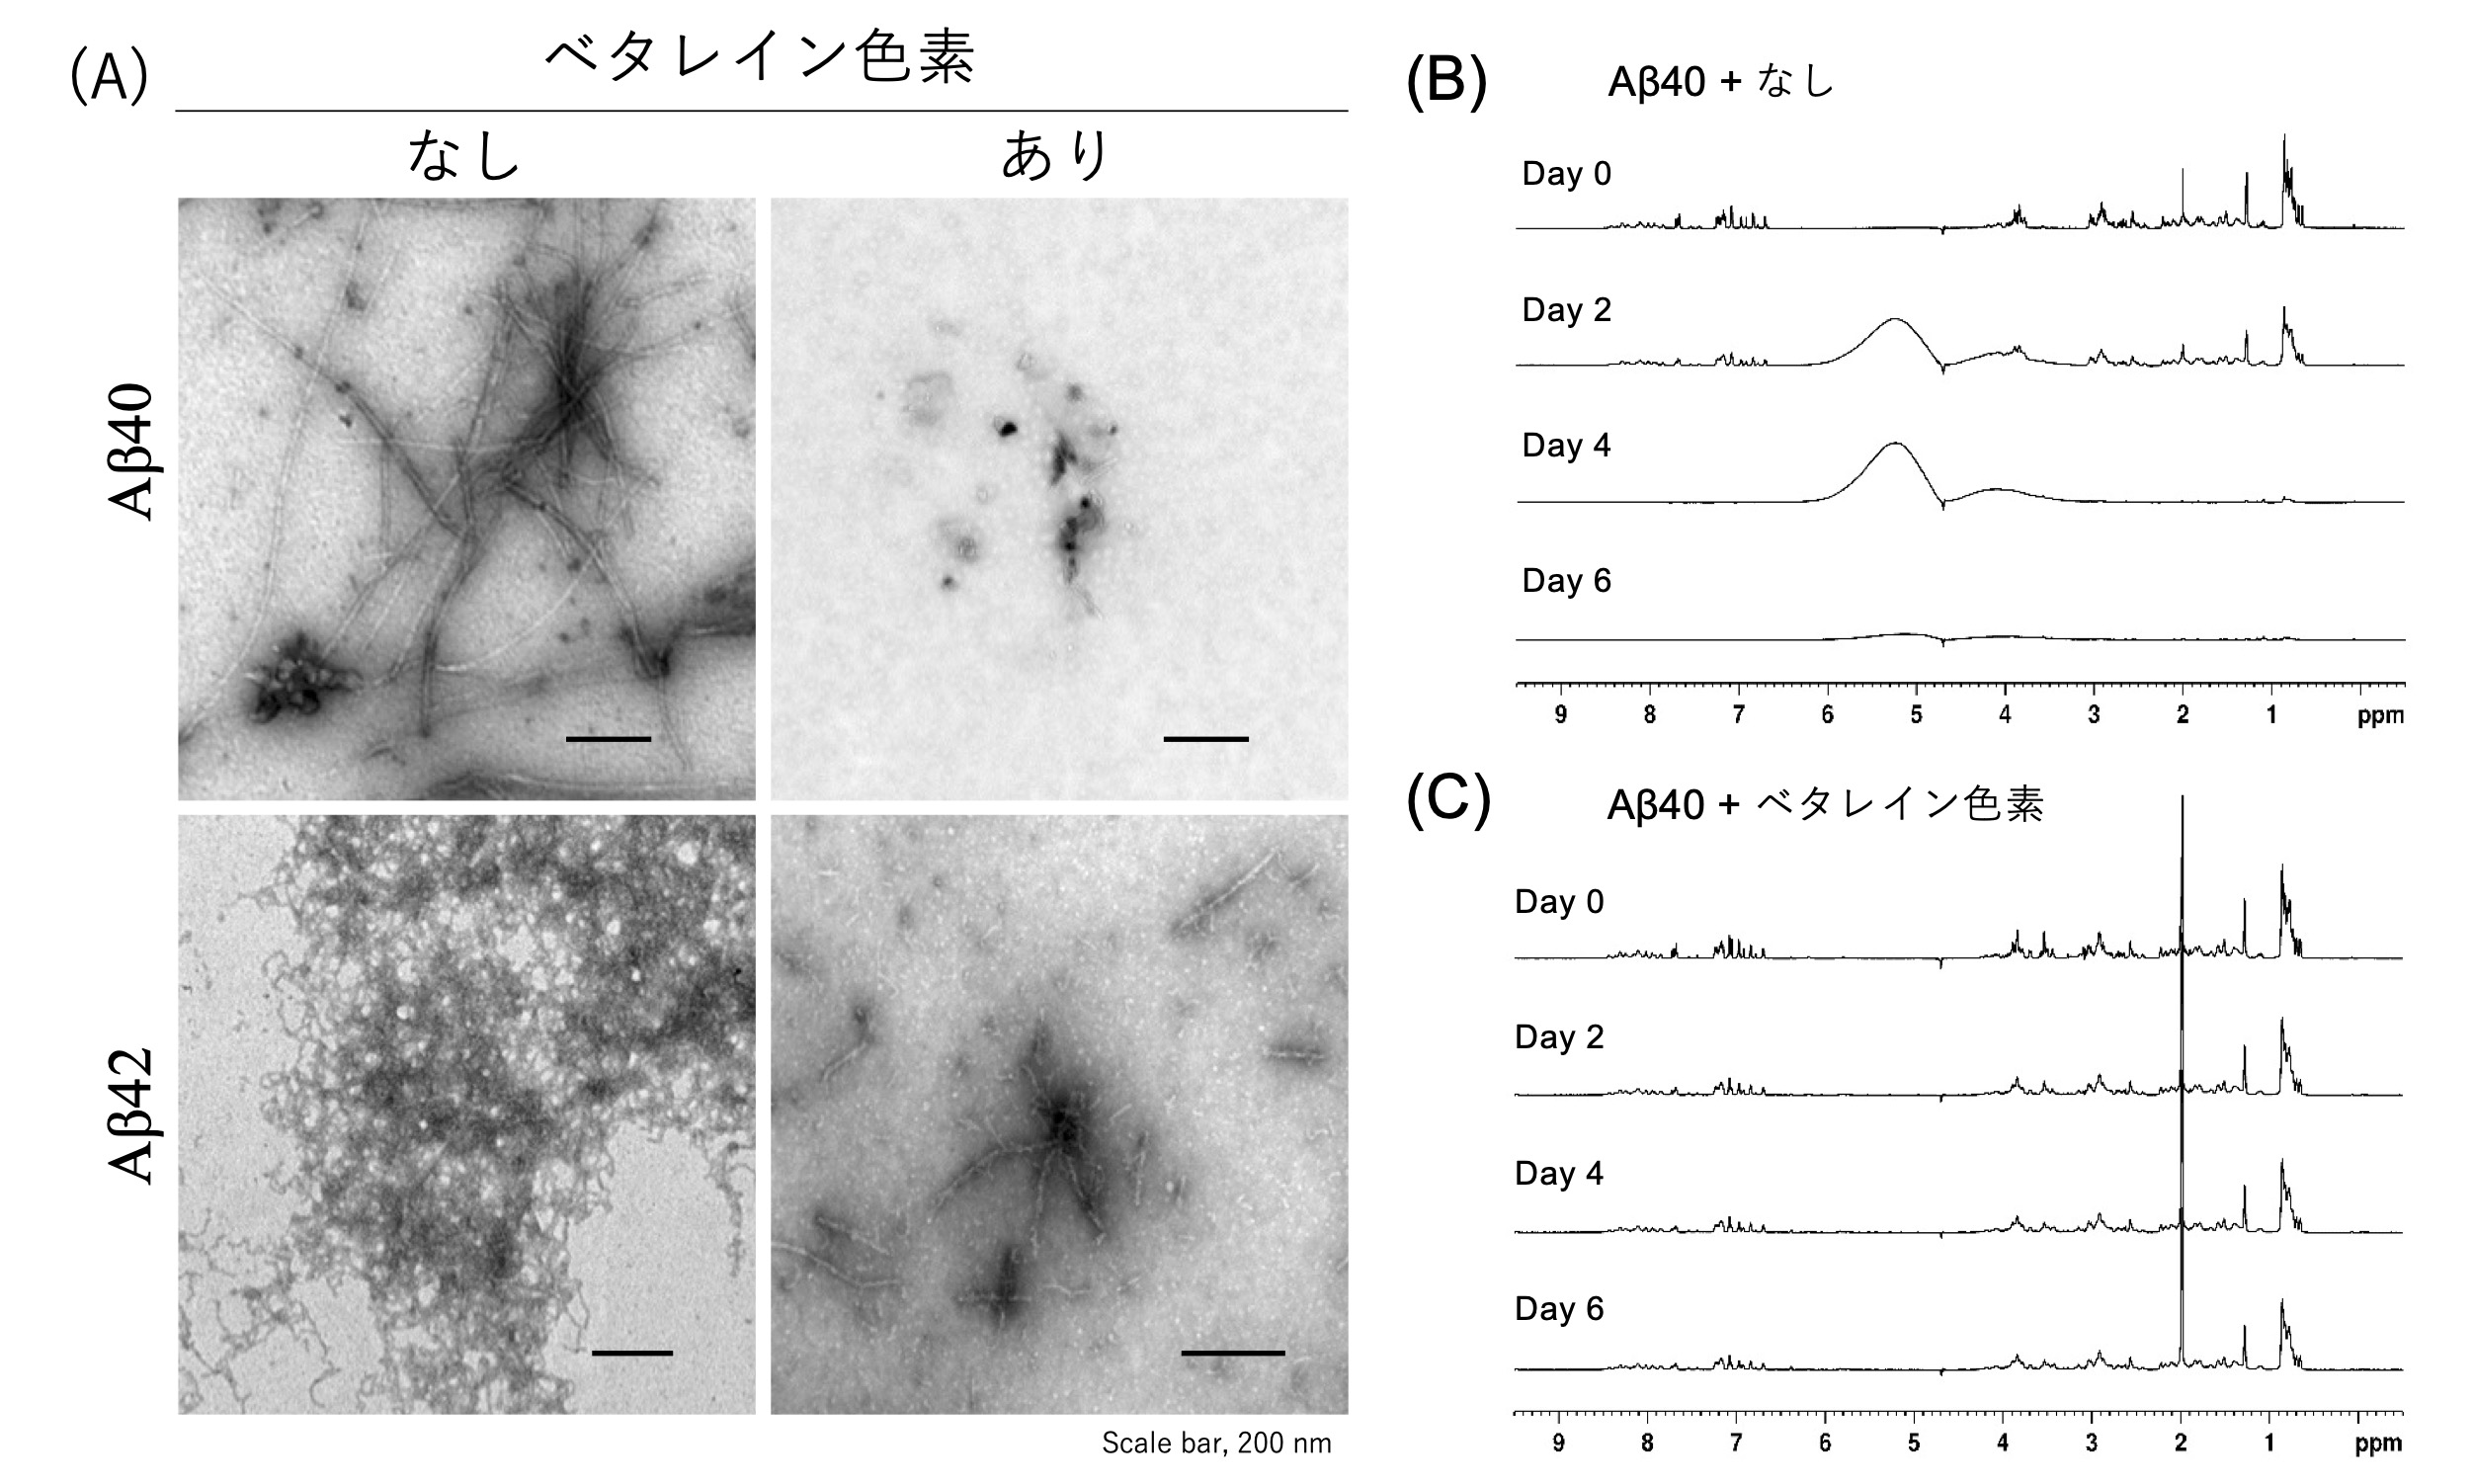 (A)
ベタレイン色素
なし
あり
Aβ40
Aβ42
Scale bar, 200 nm
(B)
Aβ40 + なし
Day 0
Day 2
Day 4
Day 6
9 8 7 6 5 4 3 2 1 ppm
(C)
Aβ40 + ベタレイン色素
Day 0
Day 2
Day 4
Day 6
9 8 7 6 5 4 3 2 1 ppm